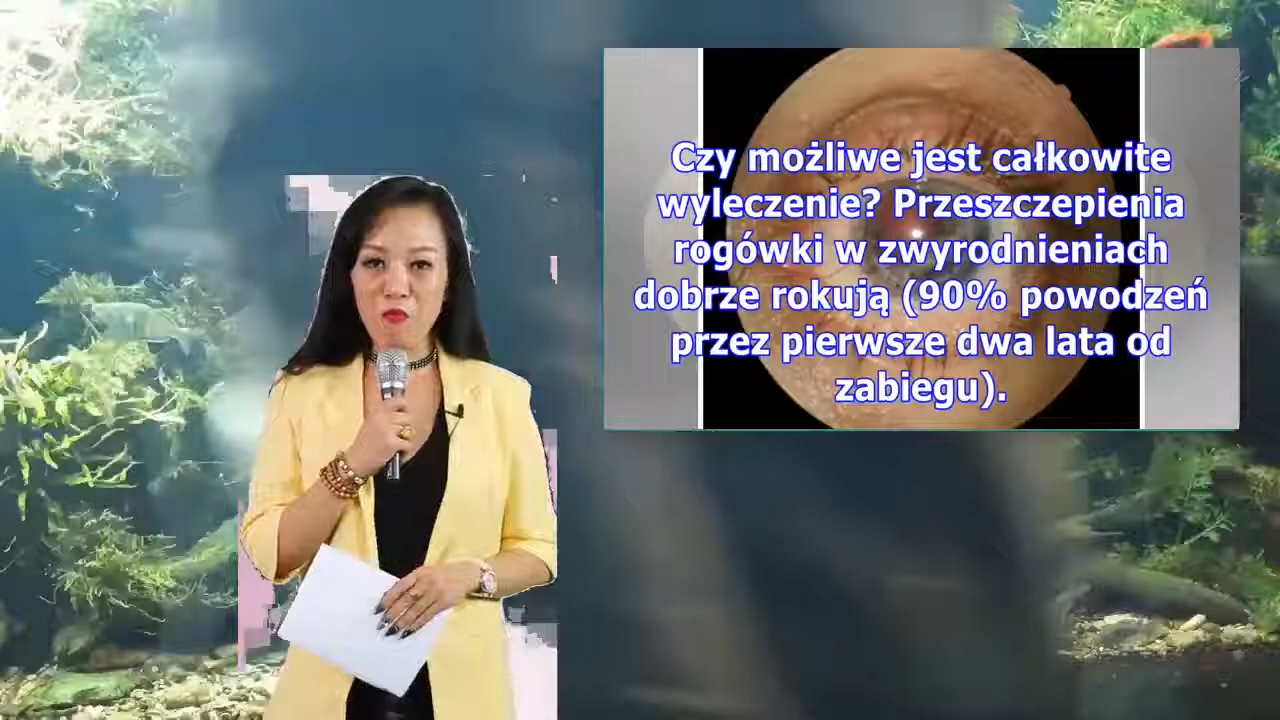 Czy możliwe jest całkowite
wyleczenie? Przeszczepienia
rogówki w zwyrodnieniach
dobrze rokują (90% powodzeń
przez pierwsze dwa lata od
zabiegu).